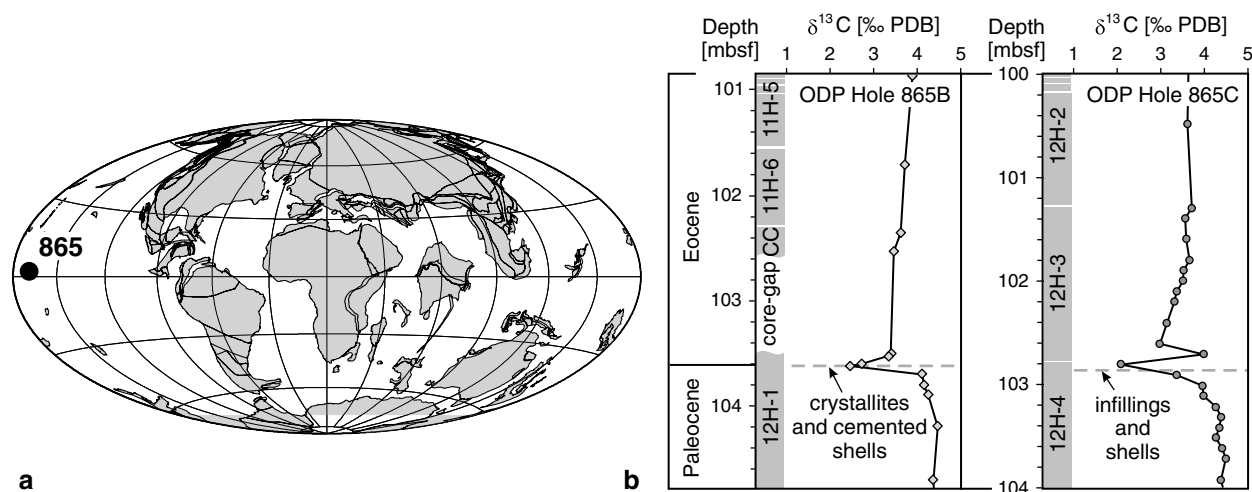 865
a
b
Depth
[mbsf]
δ13C [‰ PDB]
1 2 3 4 5
ODP Hole 865B
101
102
103
104
Eocene
Paleocene
11H-5
11H-6
CC
core-gap
12H-1
crystallites
and cemented
shells
Depth
[mbsf]
δ13C [‰ PDB]
1 2 3 4 5
ODP Hole 865C
100
101
102
103
104
12H-2
12H-3
12H-4
infillings
and
shells